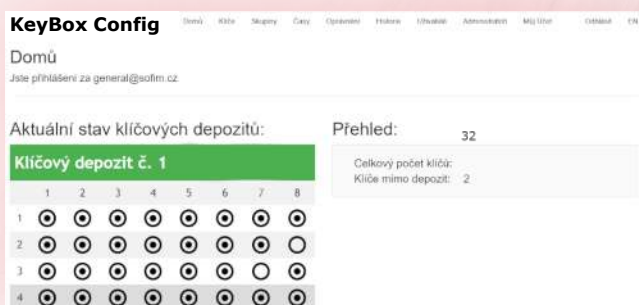 KeyBox Config
Domů Klíče Skupiny Časy Oprávnění Historie Uživatelé Administration Můj Účet Odhlásit EN
Domů
Jste přihlášeni za general@sofim.cz
Aktuální stav klíčových depozitů:
Klíčový depozit č. 1
1 2 3 4 5 6 7 8
1
2
3
4
Přehled:
32
Celkový počet klíčů:
Klíče mimo depozit: 2